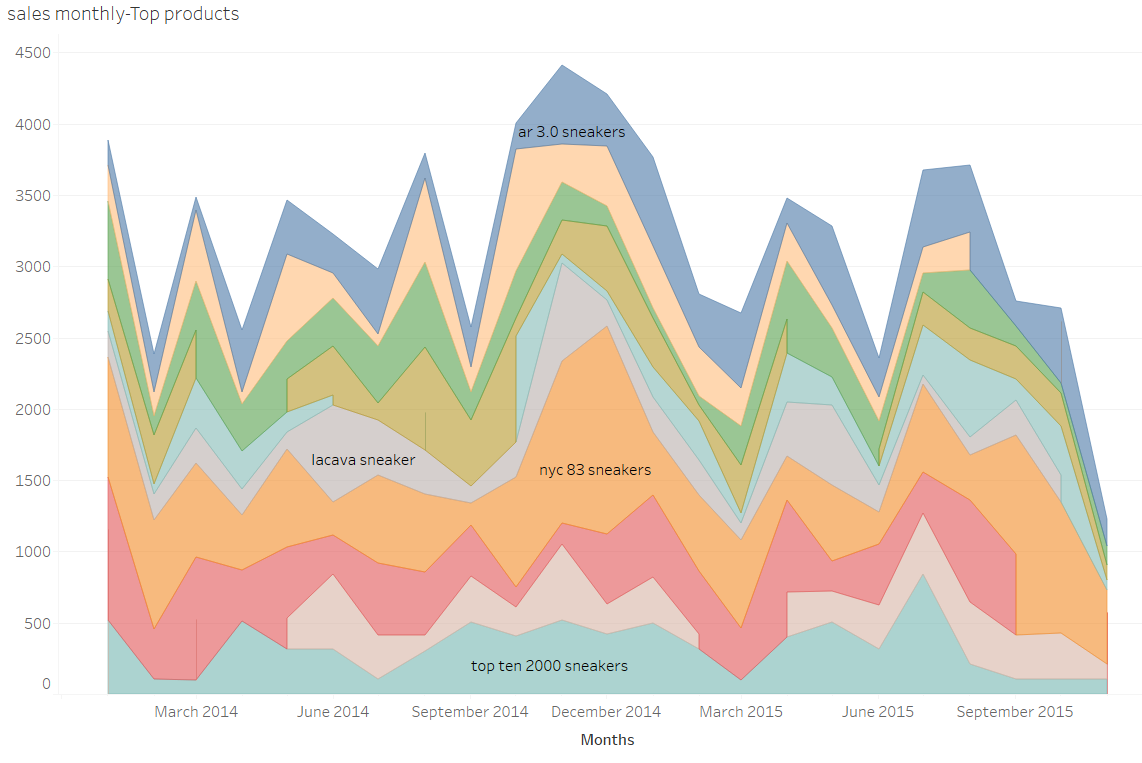 sales monthly-Top products
4500
4000
3500
3000
2500
2000
1500
1000
500
0
ar 3.0 sneakers
lacava sneaker
nyc 83 sneakers
top ten 2000 sneakers
March 2014
June 2014
September 2014
December 2014
March 2015
June 2015
September 2015
Months